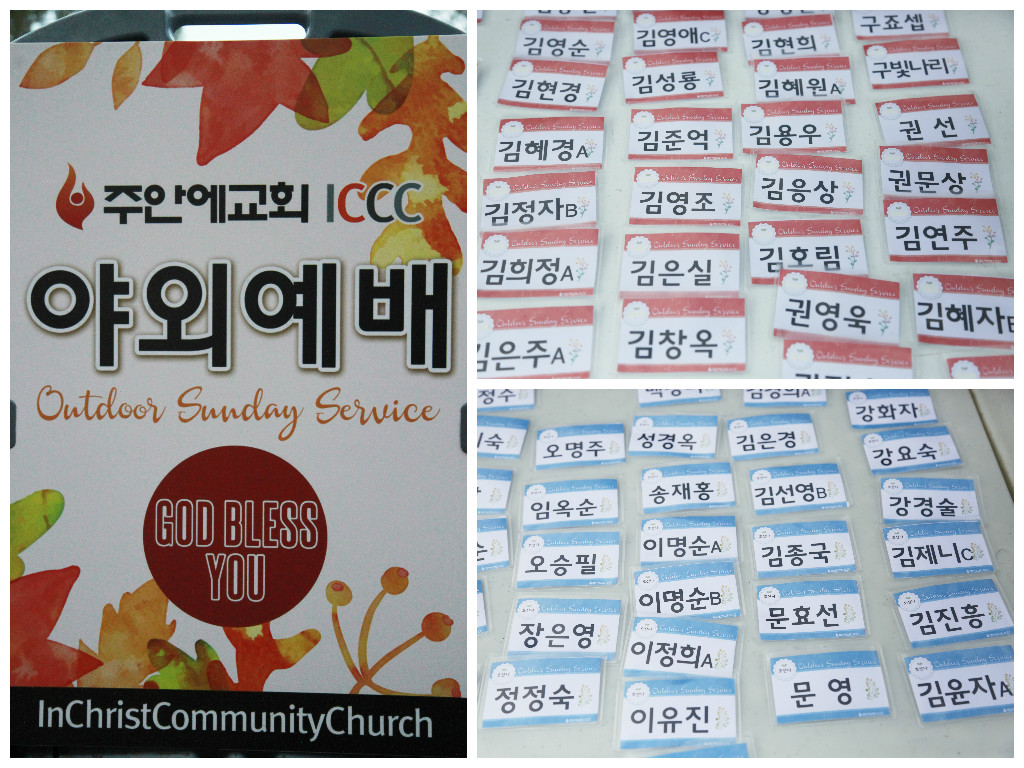 주안에교회 ICCC
야외예배
Outdoor Sunday Service
GOD BLESS
YOU
InChristCommunityChurch
김영순
김영애C
김현희
구죠셉
김현경
김성룡
김혜원A
구빛나리
김혜경A
김준억
김용우
권 선
김정자B
김영조
김응상
권문상
김희정A
김은실
김호림
김연주
김은주A
김창옥
권영욱
김혜자B
Outdoor Sunday Service
강화자
오명주
성경옥
김은경
강요숙
임옥순
송재홍
김선영B
강경술
오승필
이명순A
김종국
김제니C
장은영
이명순B
문효선
김진흥
정정숙
이정희A
문 영
김윤자A
이유진